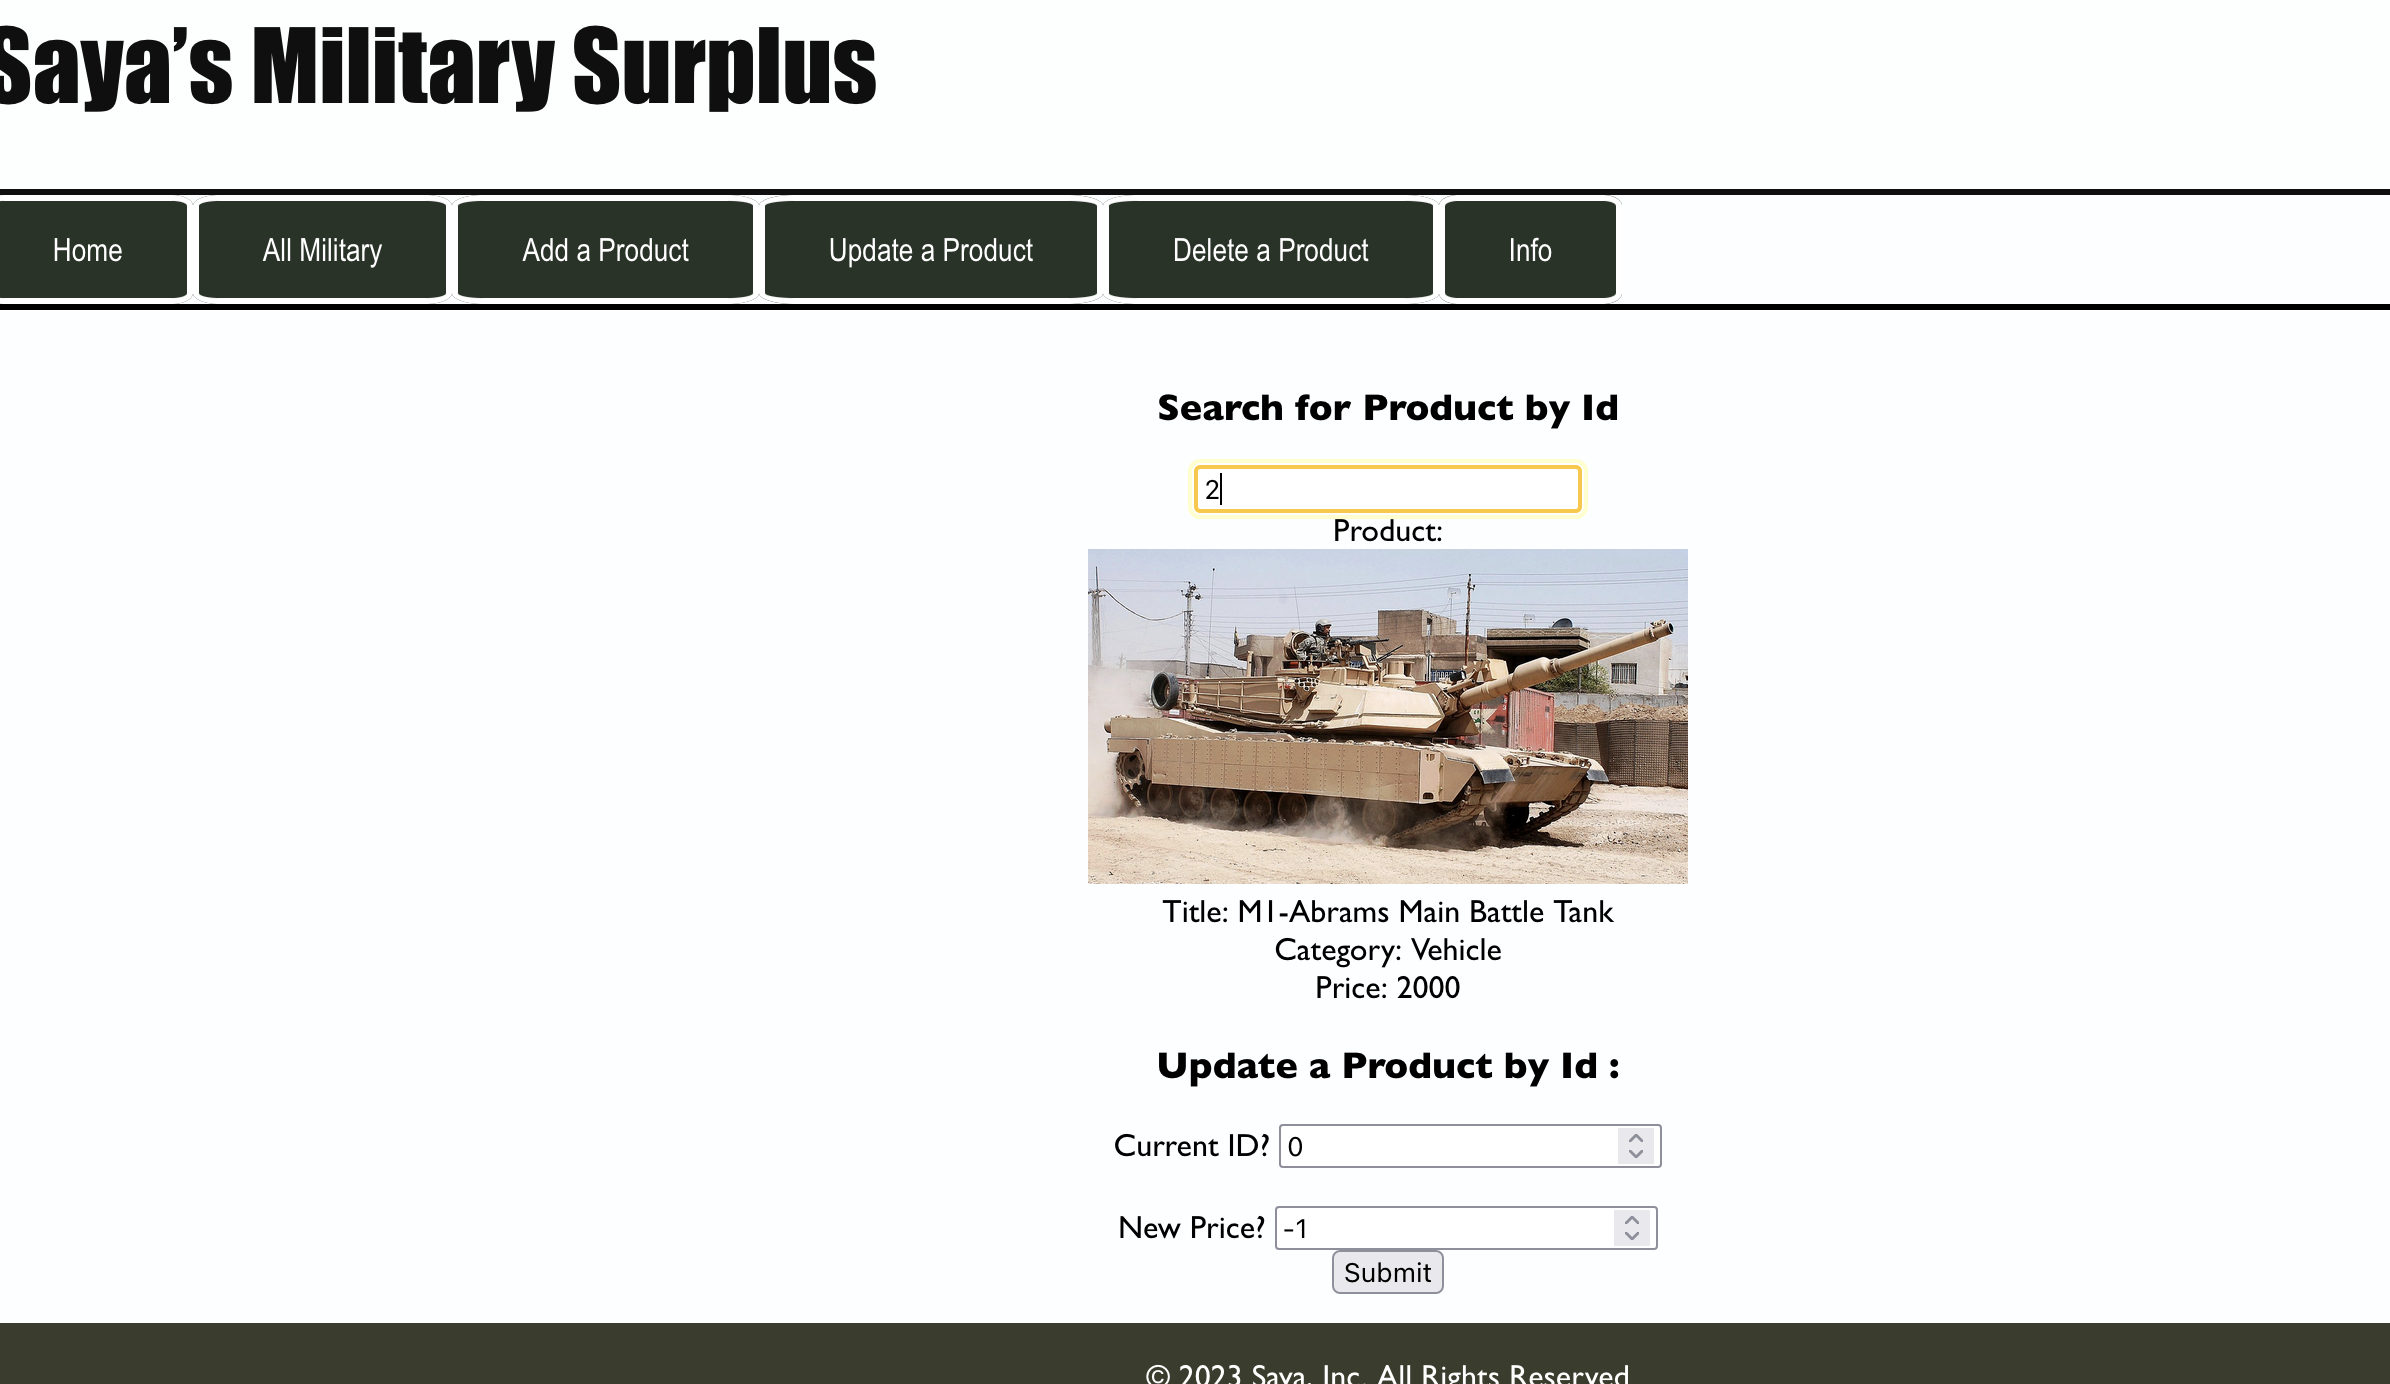 Saya’s Military Surplus
Home All Military Add a Product Update a Product Delete a Product Info
Search for Product by Id
2
Product:
Title: M1-Abrams Main Battle Tank
Category: Vehicle
Price: 2000
Update a Product by Id :
Current ID? 0
New Price? -1
Submit
© 2023 Saya, Inc. All Rights Reserved